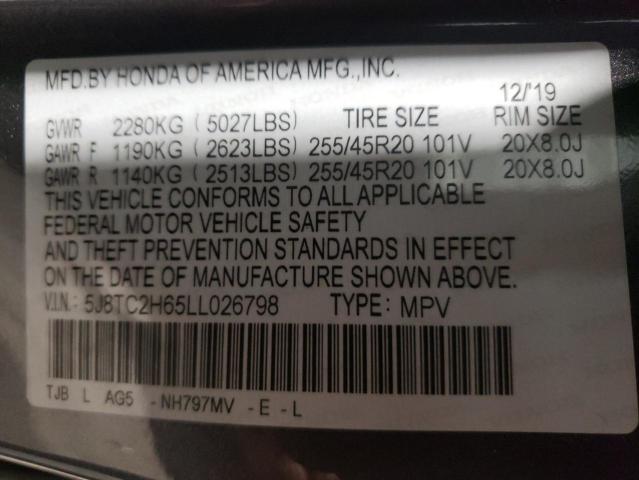 MFD.BY HONDA OF AMERICA MFG.,INC.
12/'19
GVWR 2280KG ( 5027LBS) TIRE SIZE RIM SIZE
GAWR F 1190KG ( 2623LBS) 255/45R20 101V 20X8.0J
GAWR R 1140KG ( 2513LBS) 255/45R20 101V 20X8.0J
THIS VEHICLE CONFORMS TO ALL APPLICABLE
FEDERAL MOTOR VEHICLE SAFETY
AND THEFT PREVENTION STANDARDS IN EFFECT
ON THE DATE OF MANUFACTURE SHOWN ABOVE.
V.I.N.: 5J8TC2H65LL026798 TYPE: MPV
TJB L AG5 -NH797MV -E-L